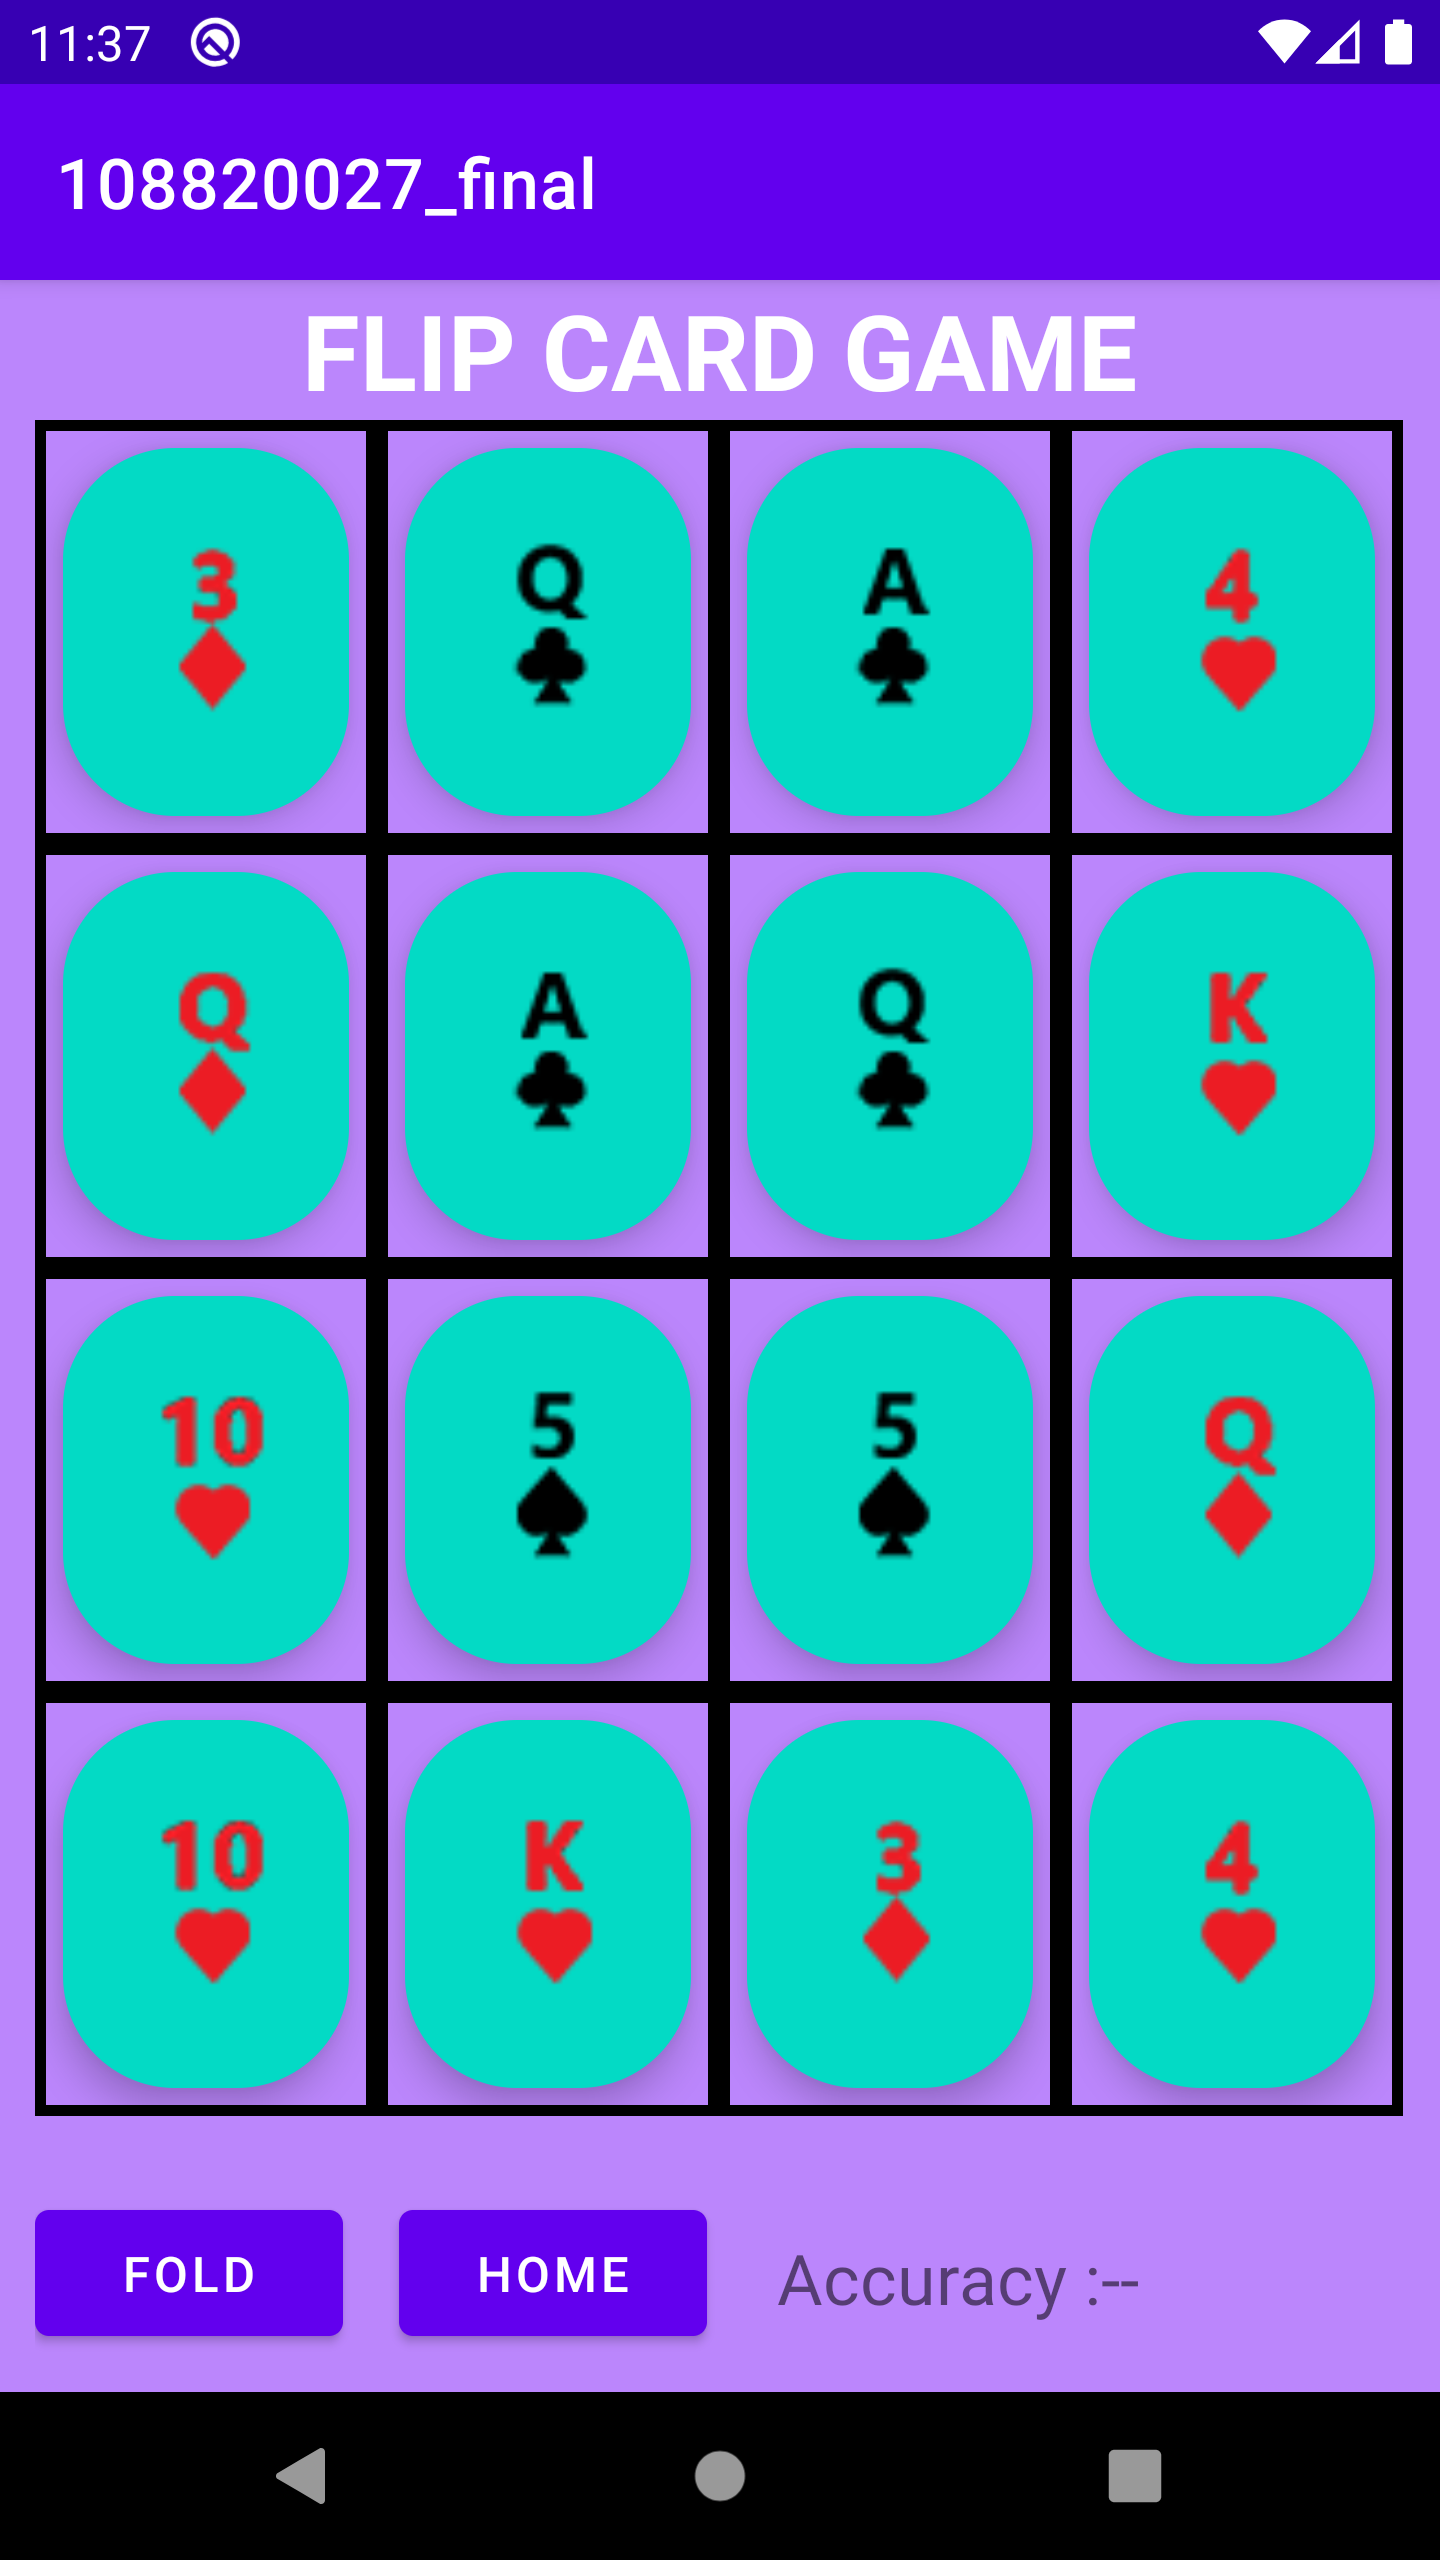 11:37
108820027_final
FLIP CARD GAME
3 Q A 4
Q A Q K
10 5 5 Q
10 K 3 4
FOLD HOME Accuracy :--